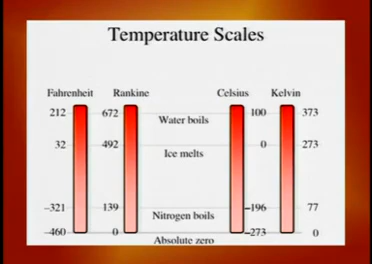 Temperature Scales
Fahrenheit Rankine Celsius Kelvin
212 672 Water boils 100 373
32 492 Ice melts 0 273
–321 139 Nitrogen boils –196 77
–460 0 Absolute zero –273 0